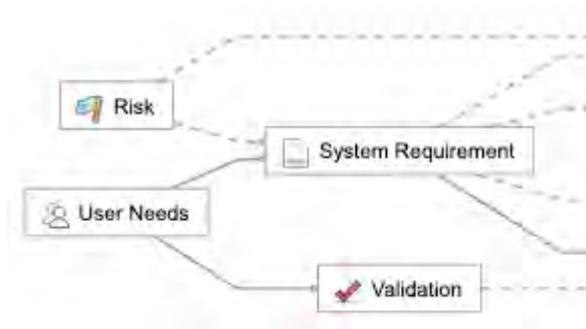 Risk
System Requirement
User Needs
Validation